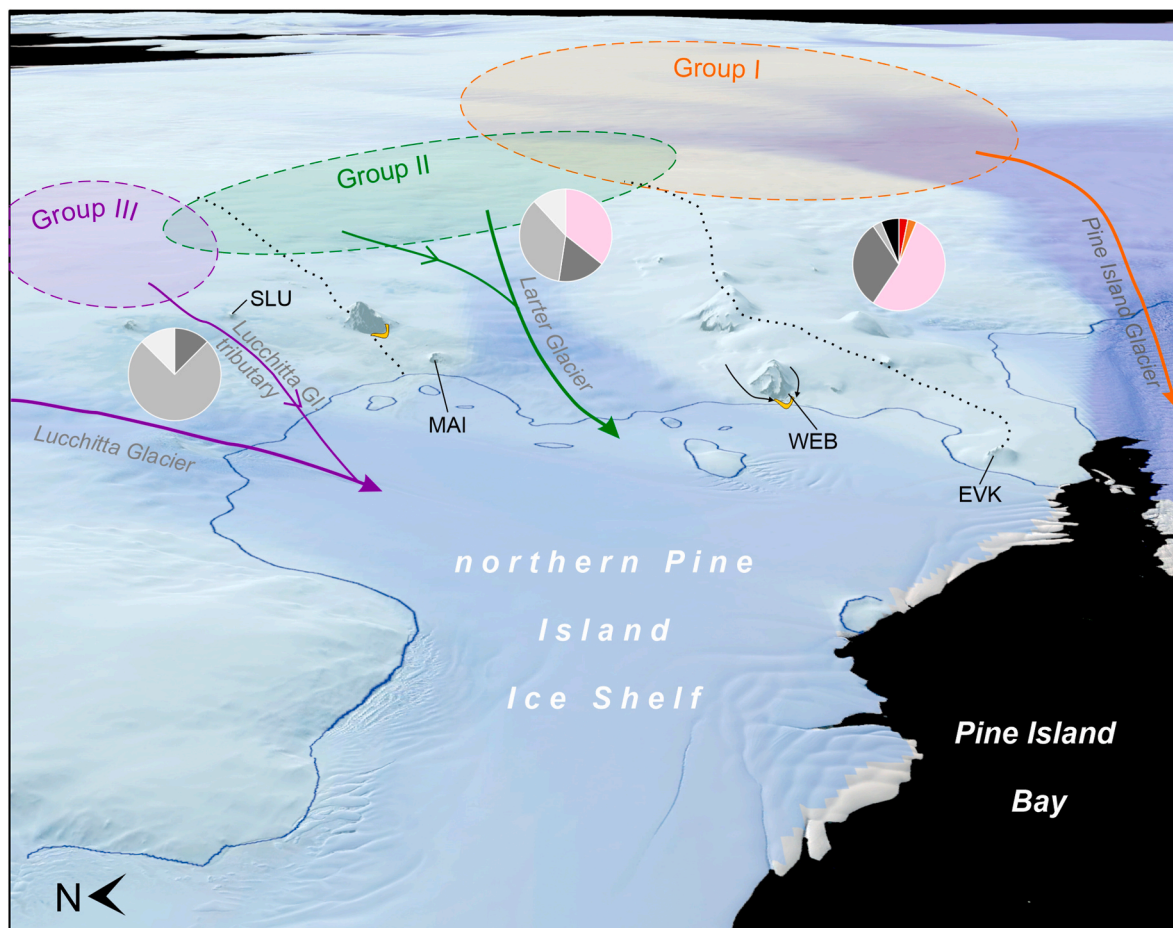 Group I
Group II
Group III
SLU
Lucchitta Gl.
tributary
Larter Glacier
Pine Island Glacier
MAI
WEB
Lucchitta Glacier
EVK
northern Pine
Island
Ice Shelf
Pine Island
Bay
N